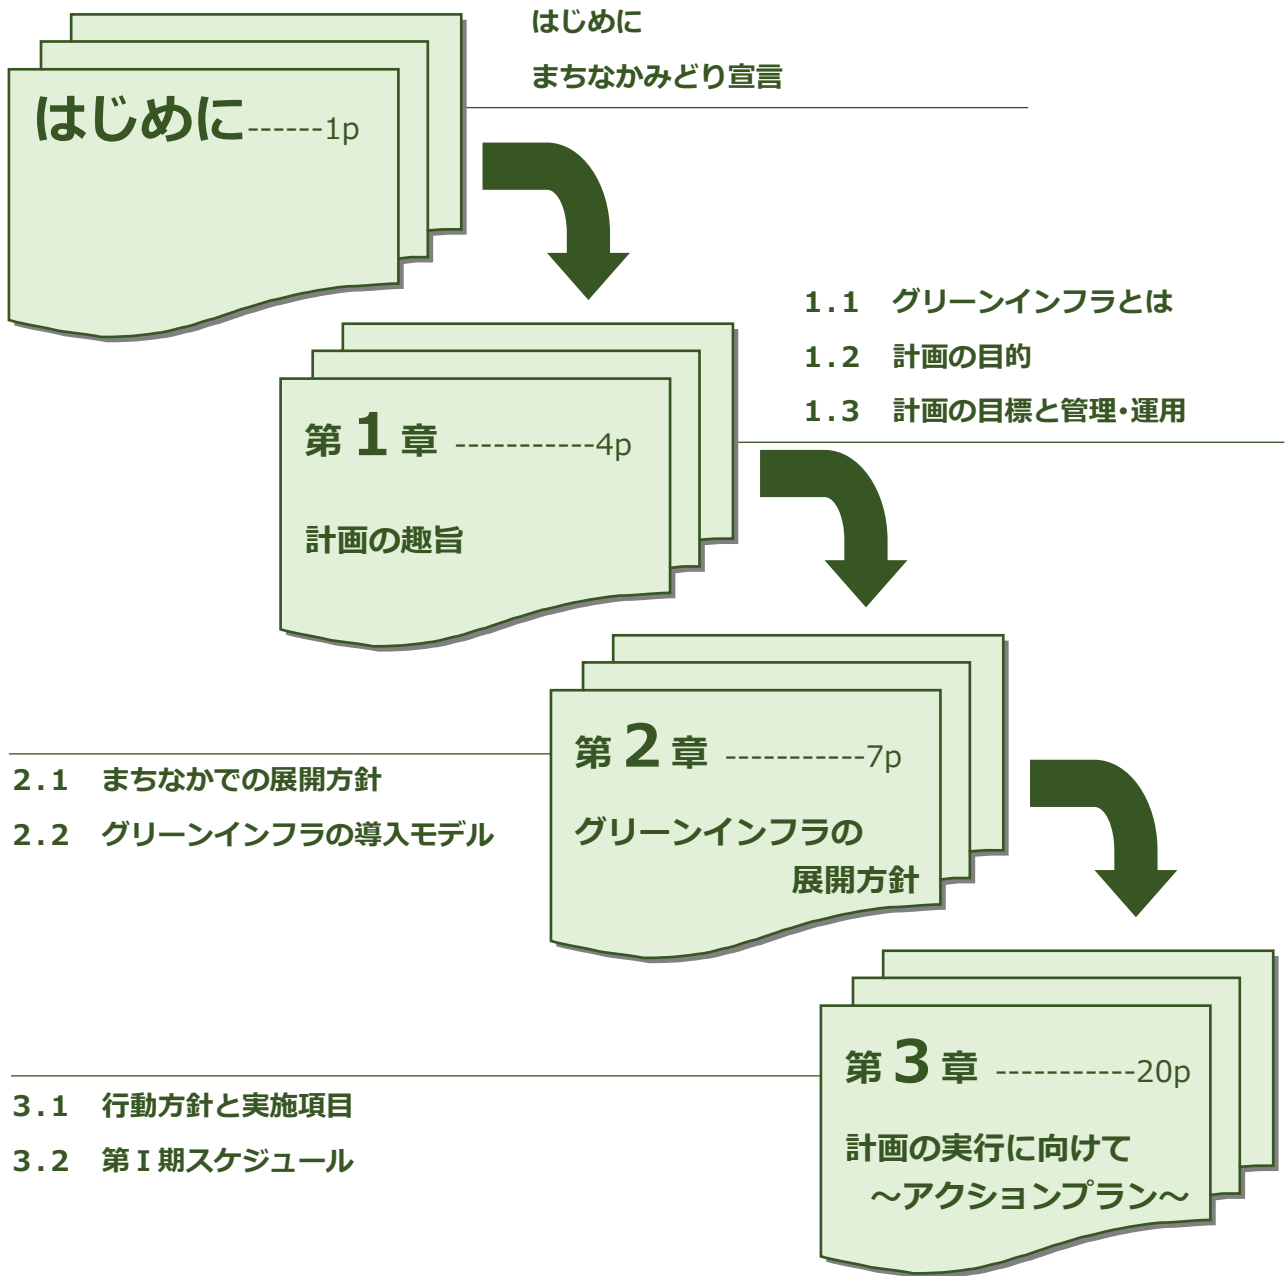 はじめに
まちなかみどり宣言
はじめに------1p
1.1 グリーンインフラとは
1.2 計画の目的
1.3 計画の目標と管理・運用
第1章 -----------4p
計画の趣旨
第2章 -----------7p
グリーンインフラの
展開方針
2.1 まちなかでの展開方針
2.2 グリーンインフラの導入モデル
第3章 -----------20p
計画の実行に向けて
～アクションプラン～
3.1 行動方針と実施項目
3.2 第Ⅰ期スケジュール